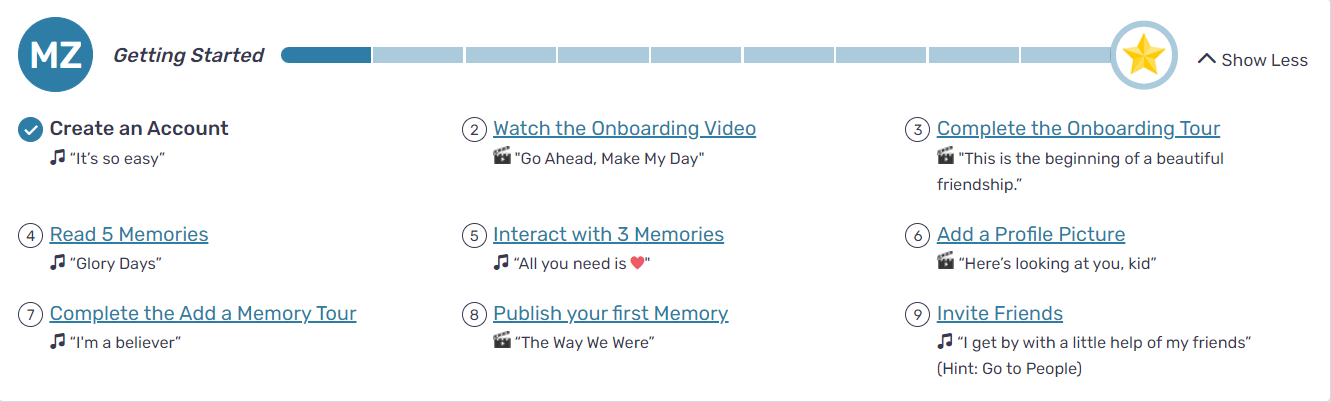 MZ
Getting Started
Show Less
Create an Account
“It’s so easy”
2 Watch the Onboarding Video
"Go Ahead, Make My Day"
3 Complete the Onboarding Tour
"This is the beginning of a beautiful
friendship.”
4 Read 5 Memories
“Glory Days”
5 Interact with 3 Memories
“All you need is ❤"
6 Add a Profile Picture
“Here’s looking at you, kid”
7 Complete the Add a Memory Tour
“I'm a believer”
8 Publish your first Memory
“The Way We Were”
9 Invite Friends
“I get by with a little help of my friends”
(Hint: Go to People)